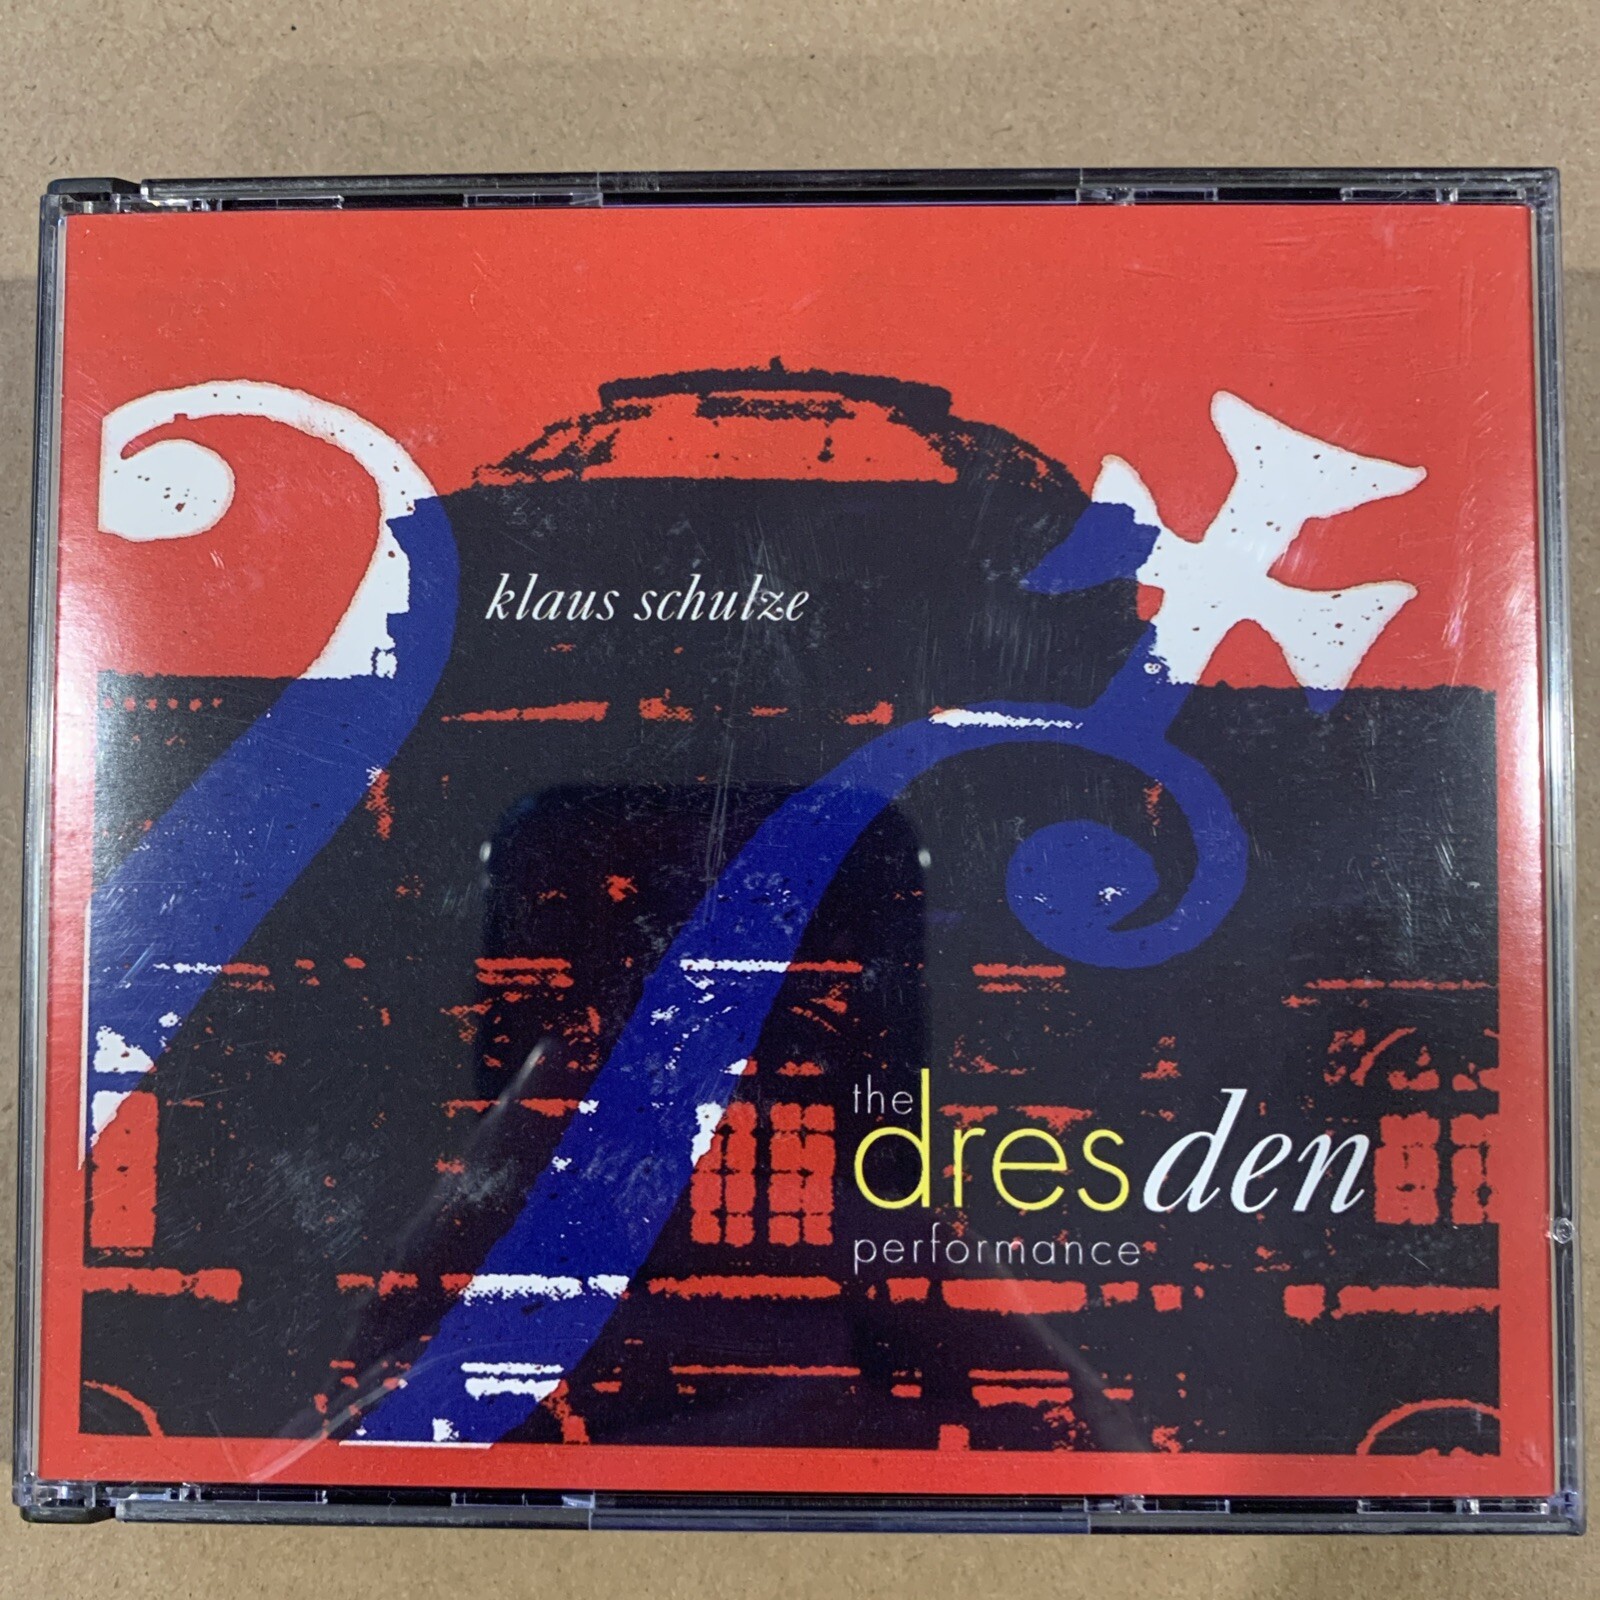 klaus schulze
the
dresden
performance